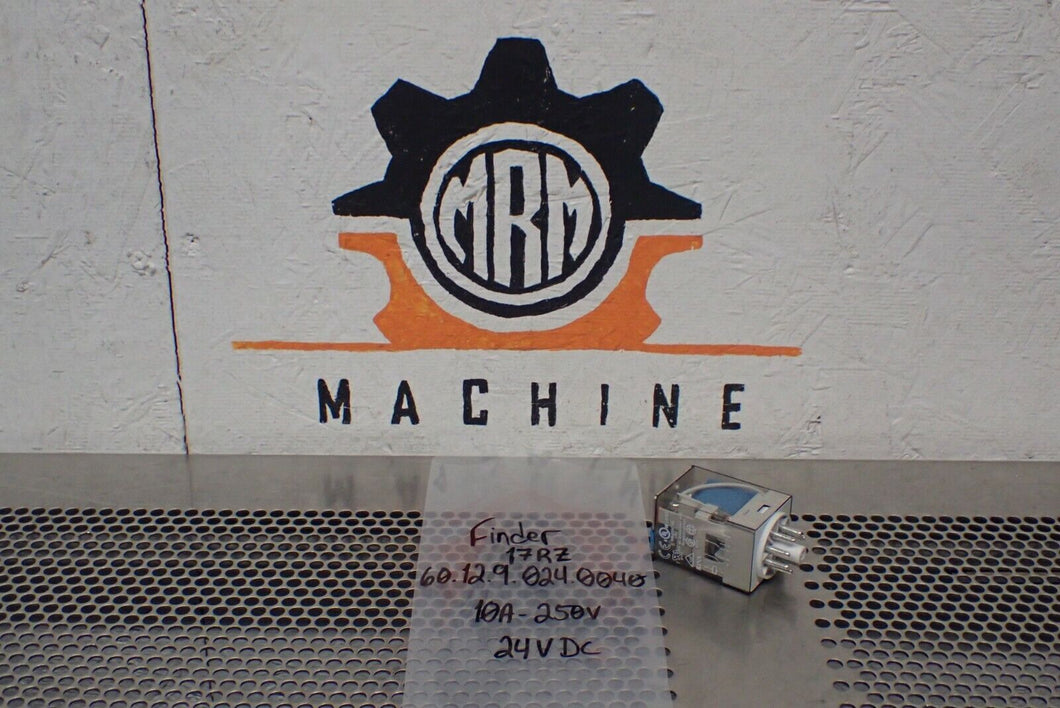 MRM
MACHINE
Finder
17RZ
60.12.9.024.0040
10A-250V
24VDC